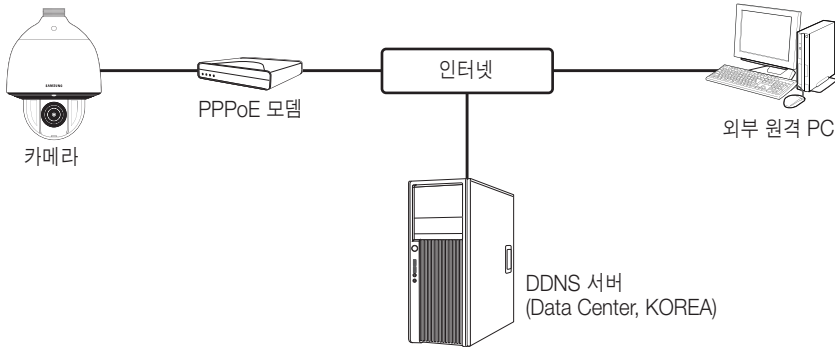 SAMSUNG
카메라
PPPoE 모뎀
인터넷
외부 원격 PC
DDNS 서버
(Data Center, KOREA)